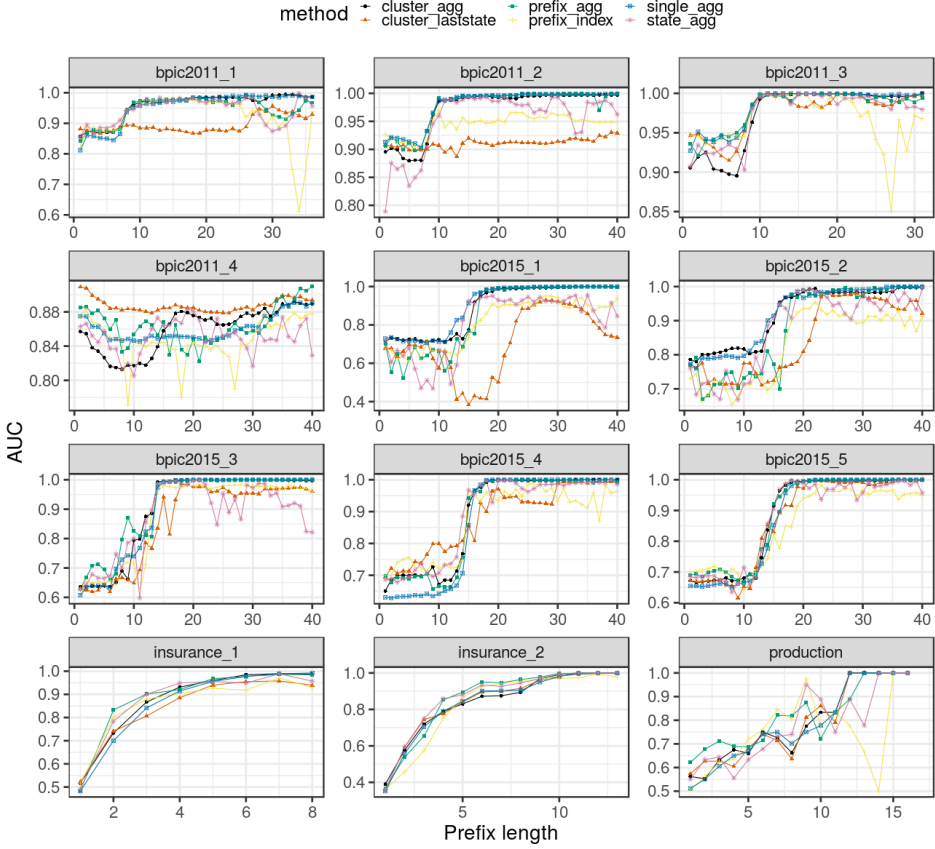 method cluster_agg prefix_agg single_agg
cluster_laststate prefix_index state_agg
bpic2011_1 bpic2011_2 bpic2011_3
1.0 0.9 0.8 0.7 0.6
1.00 0.95 0.90 0.85 0.80
1.00 0.95 0.90 0.85
0 10 20 30 0 10 20 30 40 0 10 20 30
bpic2011_4 bpic2015_1 bpic2015_2
0.88 0.84 0.80
1.0 0.8 0.6 0.4
1.0 0.9 0.8 0.7
0 10 20 30 40 0 10 20 30 40 0 10 20 30 40
AUC
bpic2015_3 bpic2015_4 bpic2015_5
1.0 0.9 0.8 0.7 0.6
1.0 0.9 0.8 0.7
1.0 0.9 0.8 0.7 0.6
0 10 20 30 40 0 10 20 30 40 0 10 20 30 40
insurance_1 insurance_2 production
1.0 0.9 0.8 0.7 0.6 0.5
1.0 0.8 0.6 0.4
1.0 0.9 0.8 0.7 0.6 0.5
2 4 6 8 5 10 5 10 15
Prefix length